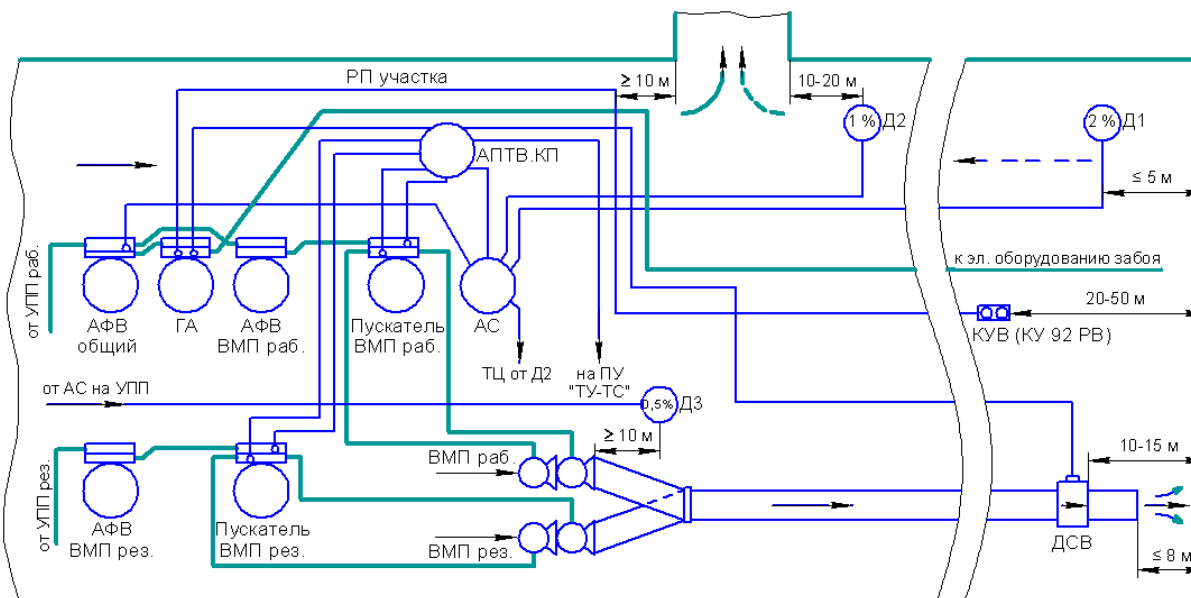 РП участка
≥ 10 м
10-20 м
1 %
Д2
2 %
Д1
АПТВ.КП
≤ 5 м
от УПП раб.
АФВ
общий
ГА
АФВ
ВМП раб.
Пускатель
ВМП раб.
АС
к эл. оборудованию забоя
20-50 м
КУВ (КУ 92 РВ)
ТЦ от Д2
на ПУ
"ТУ-ТС"
от АС на УПП
0,5%
Д3
≥ 10 м
ВМП раб.
10-15 м
от УПП рез.
АФВ
ВМП рез.
Пускатель
ВМП рез.
ВМП рез.
ДСВ
≤ 8 м